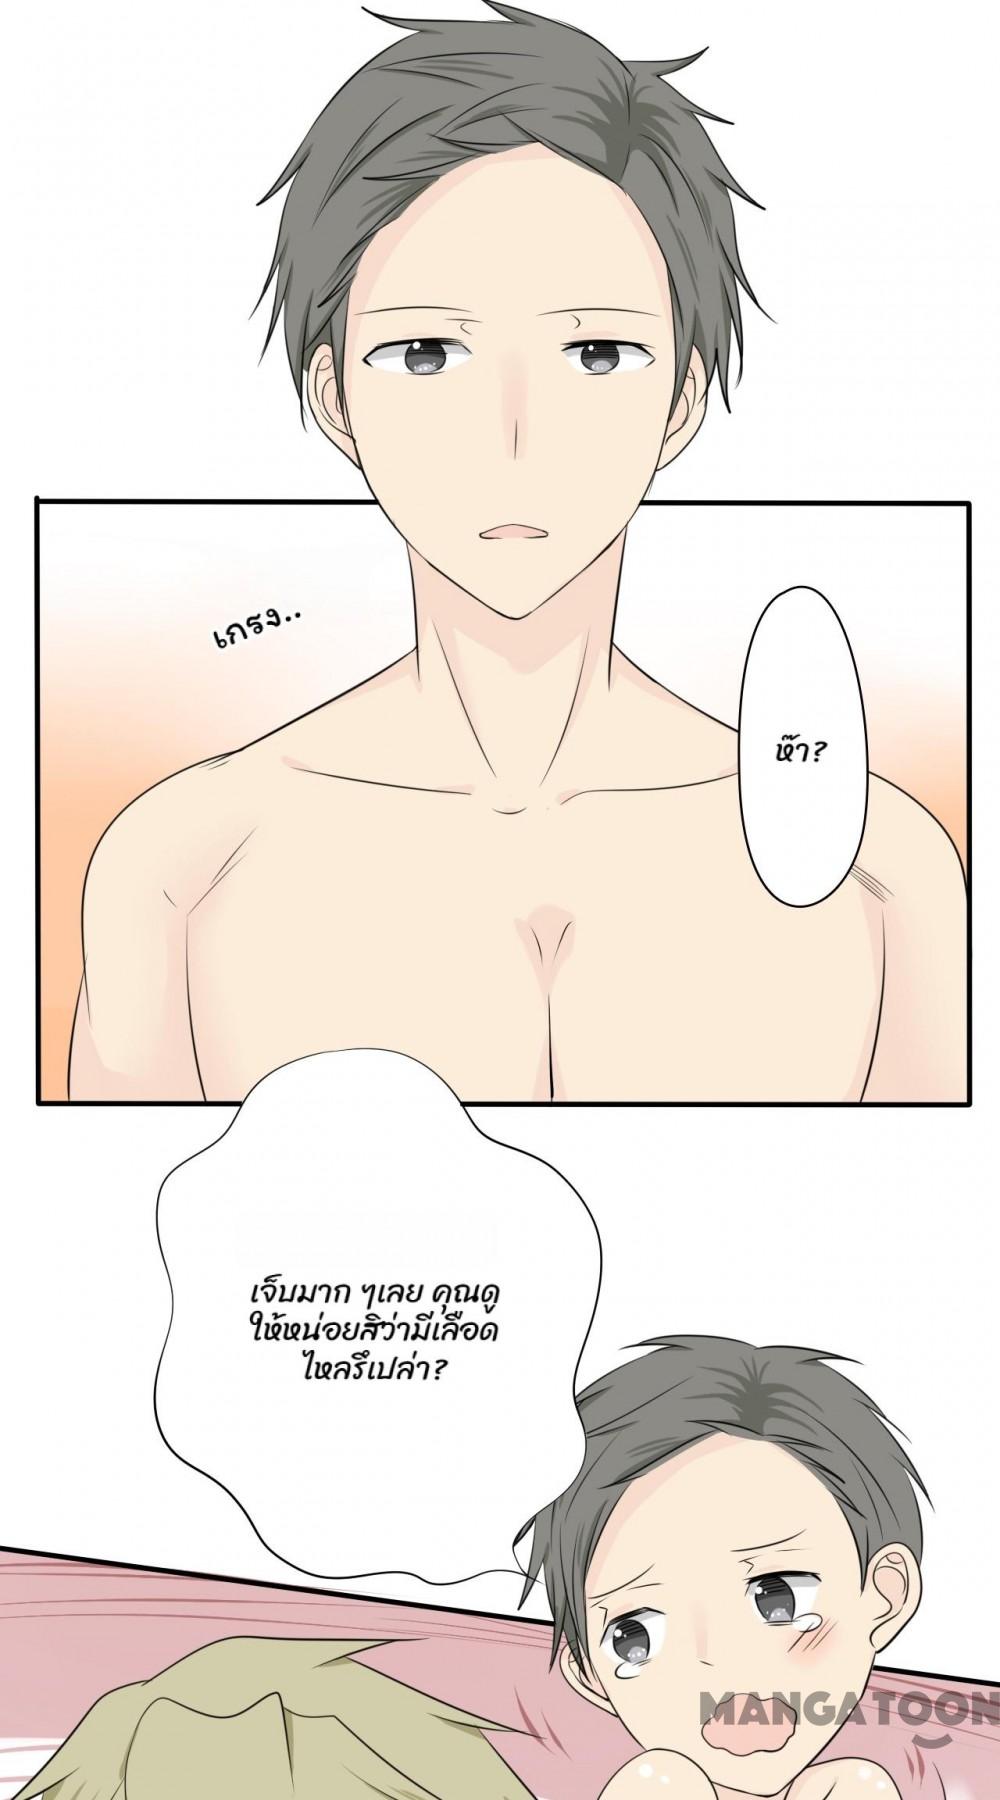 เกรง..
ห๊า?
เจ็บมาก ๆเลย คุณดู
ให้หน่อยสิว่ามีเลือด
ไหลรึเปล่า?
MANGATOON